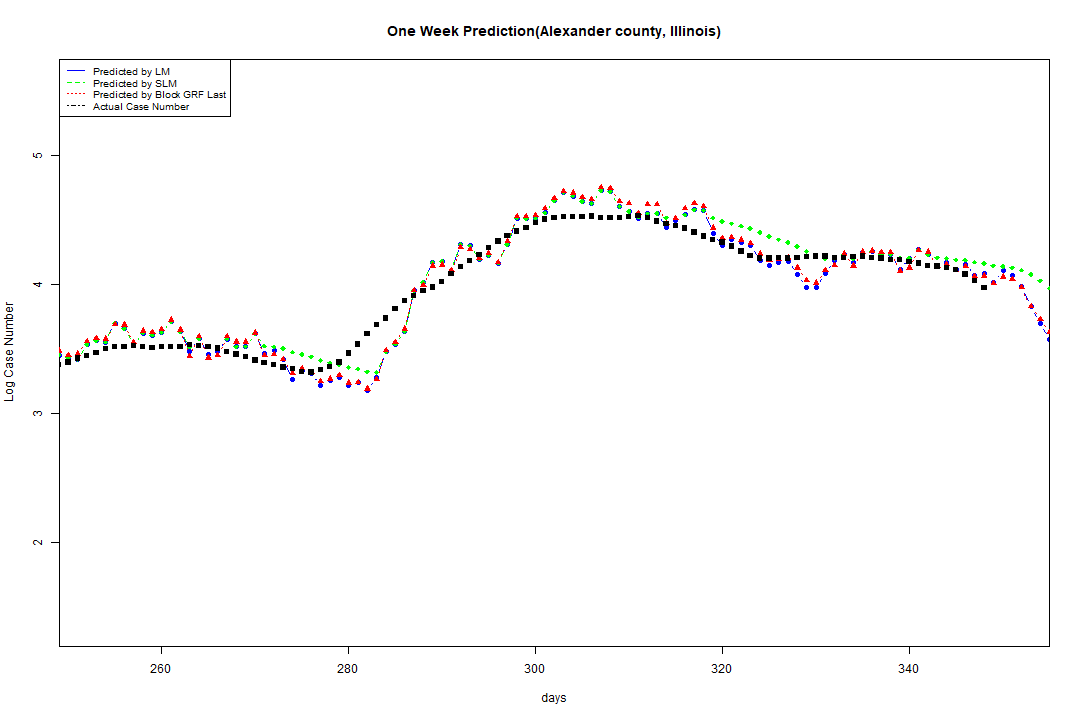 One Week Prediction(Alexander county, Illinois)
Predicted by LM
Predicted by SLM
Predicted by Block GRF Last
Actual Case Number
5
4
3
2
Log Case Number
260 280 300 320 340
days